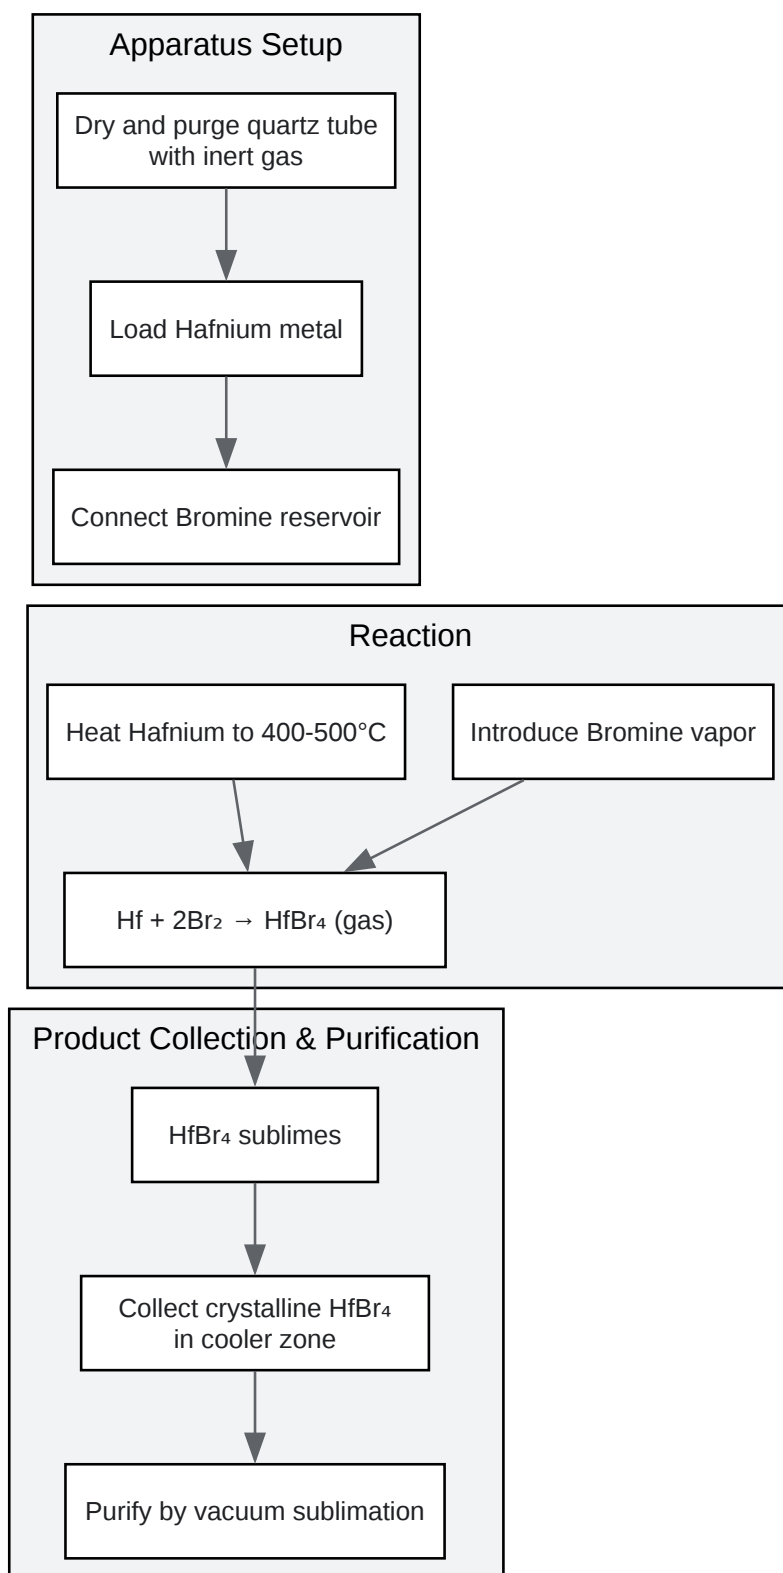 Apparatus Setup
Dry and purge quartz tube
with inert gas
Load Hafnium metal
Connect Bromine reservoir
Reaction
Heat Hafnium to 400-500°C
Introduce Bromine vapor
Hf + 2Br₂ → HfBr₄ (gas)
Product Collection & Purification
HfBr₄ sublimes
Collect crystalline HfBr₄
in cooler zone
Purify by vacuum sublimation